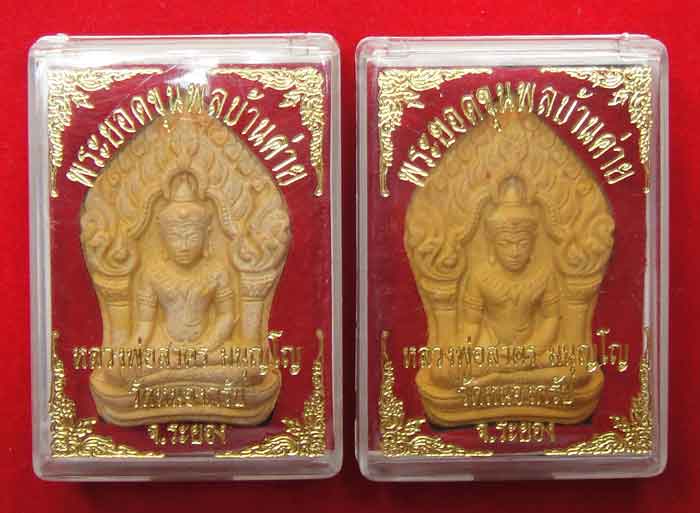 พระยอดขุนพลบ้านค่าย
หลวงพ่อสาคร มนุญโญ
วัดหนองกรับ
จ.ระยอง
พระยอดขุนพลบ้านค่าย
หลวงพ่อสาคร มนุญโญ
วัดหนองกรับ
จ.ระยอง